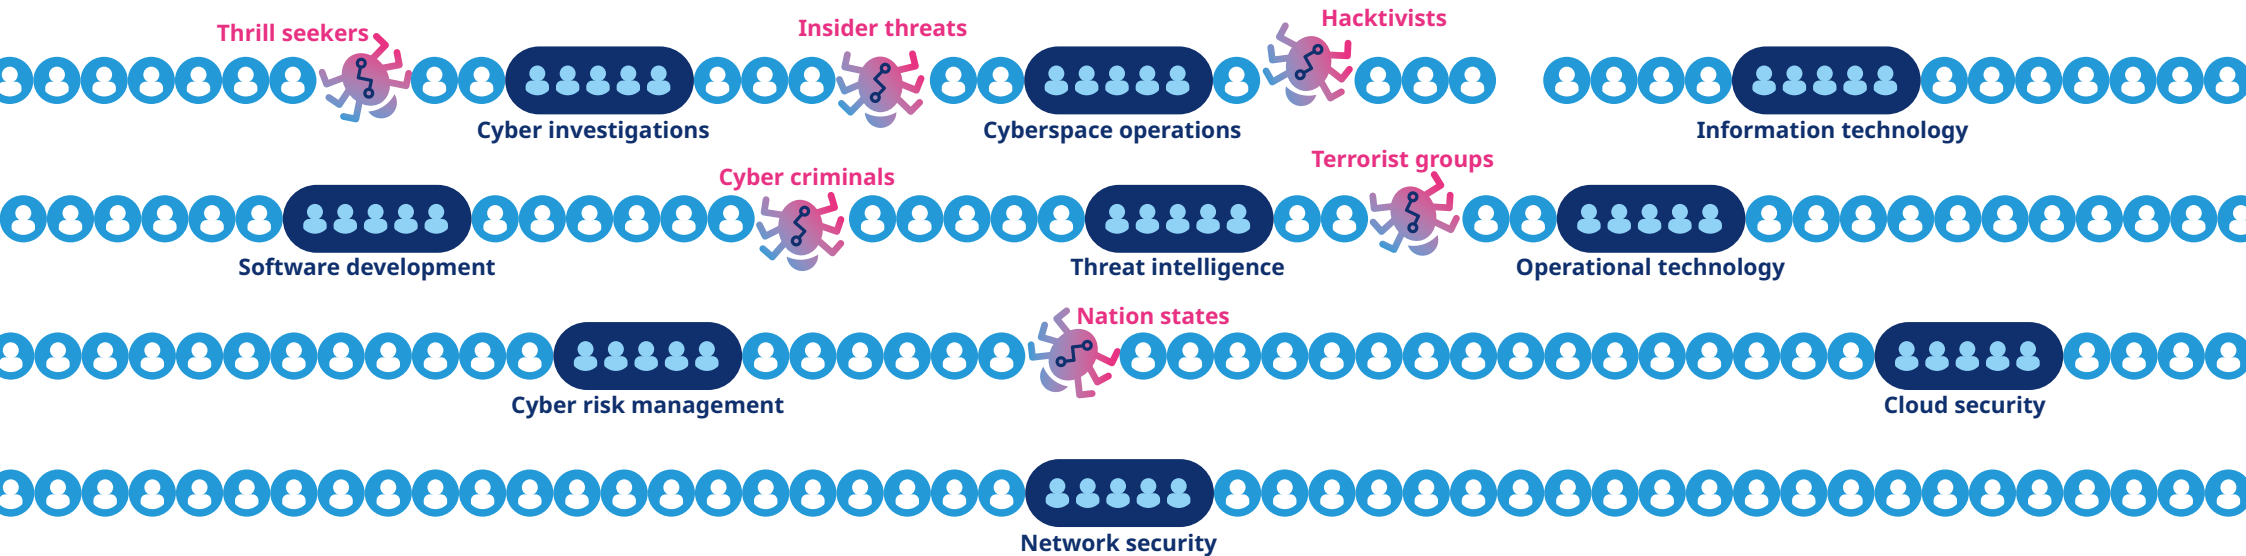 Thrill seekers
Insider threats
Hacktivists
Cyber investigations
Cyberspace operations
Information technology
Cyber criminals
Terrorist groups
Software development
Threat intelligence
Operational technology
Nation states
Cyber risk management
Cloud security
Network security